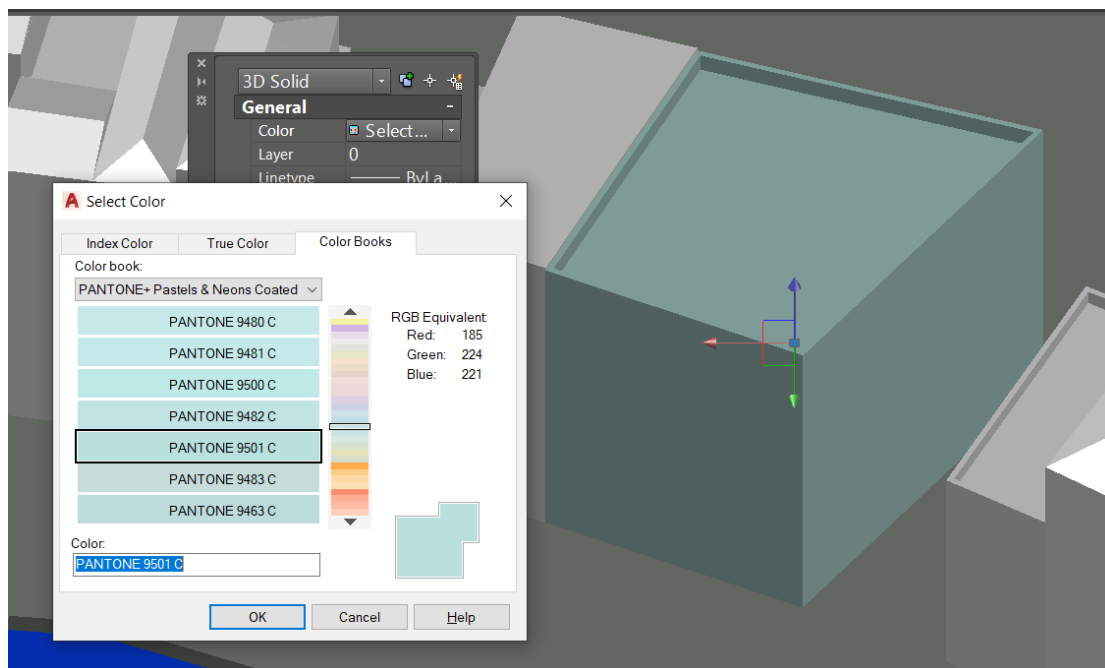 3D Solid
General
Color Select...
Layer 0
Linetype ByLa...
A Select Color
Index Color True Color Color Books
Color book:
PANTONE+ Pastels & Neons Coated
PANTONE 9480 C
PANTONE 9481 C
PANTONE 9500 C
PANTONE 9482 C
PANTONE 9501 C
PANTONE 9483 C
PANTONE 9463 C
RGB Equivalent:
Red: 185
Green: 224
Blue: 221
Color:
PANTONE 9501 C
OK Cancel Help